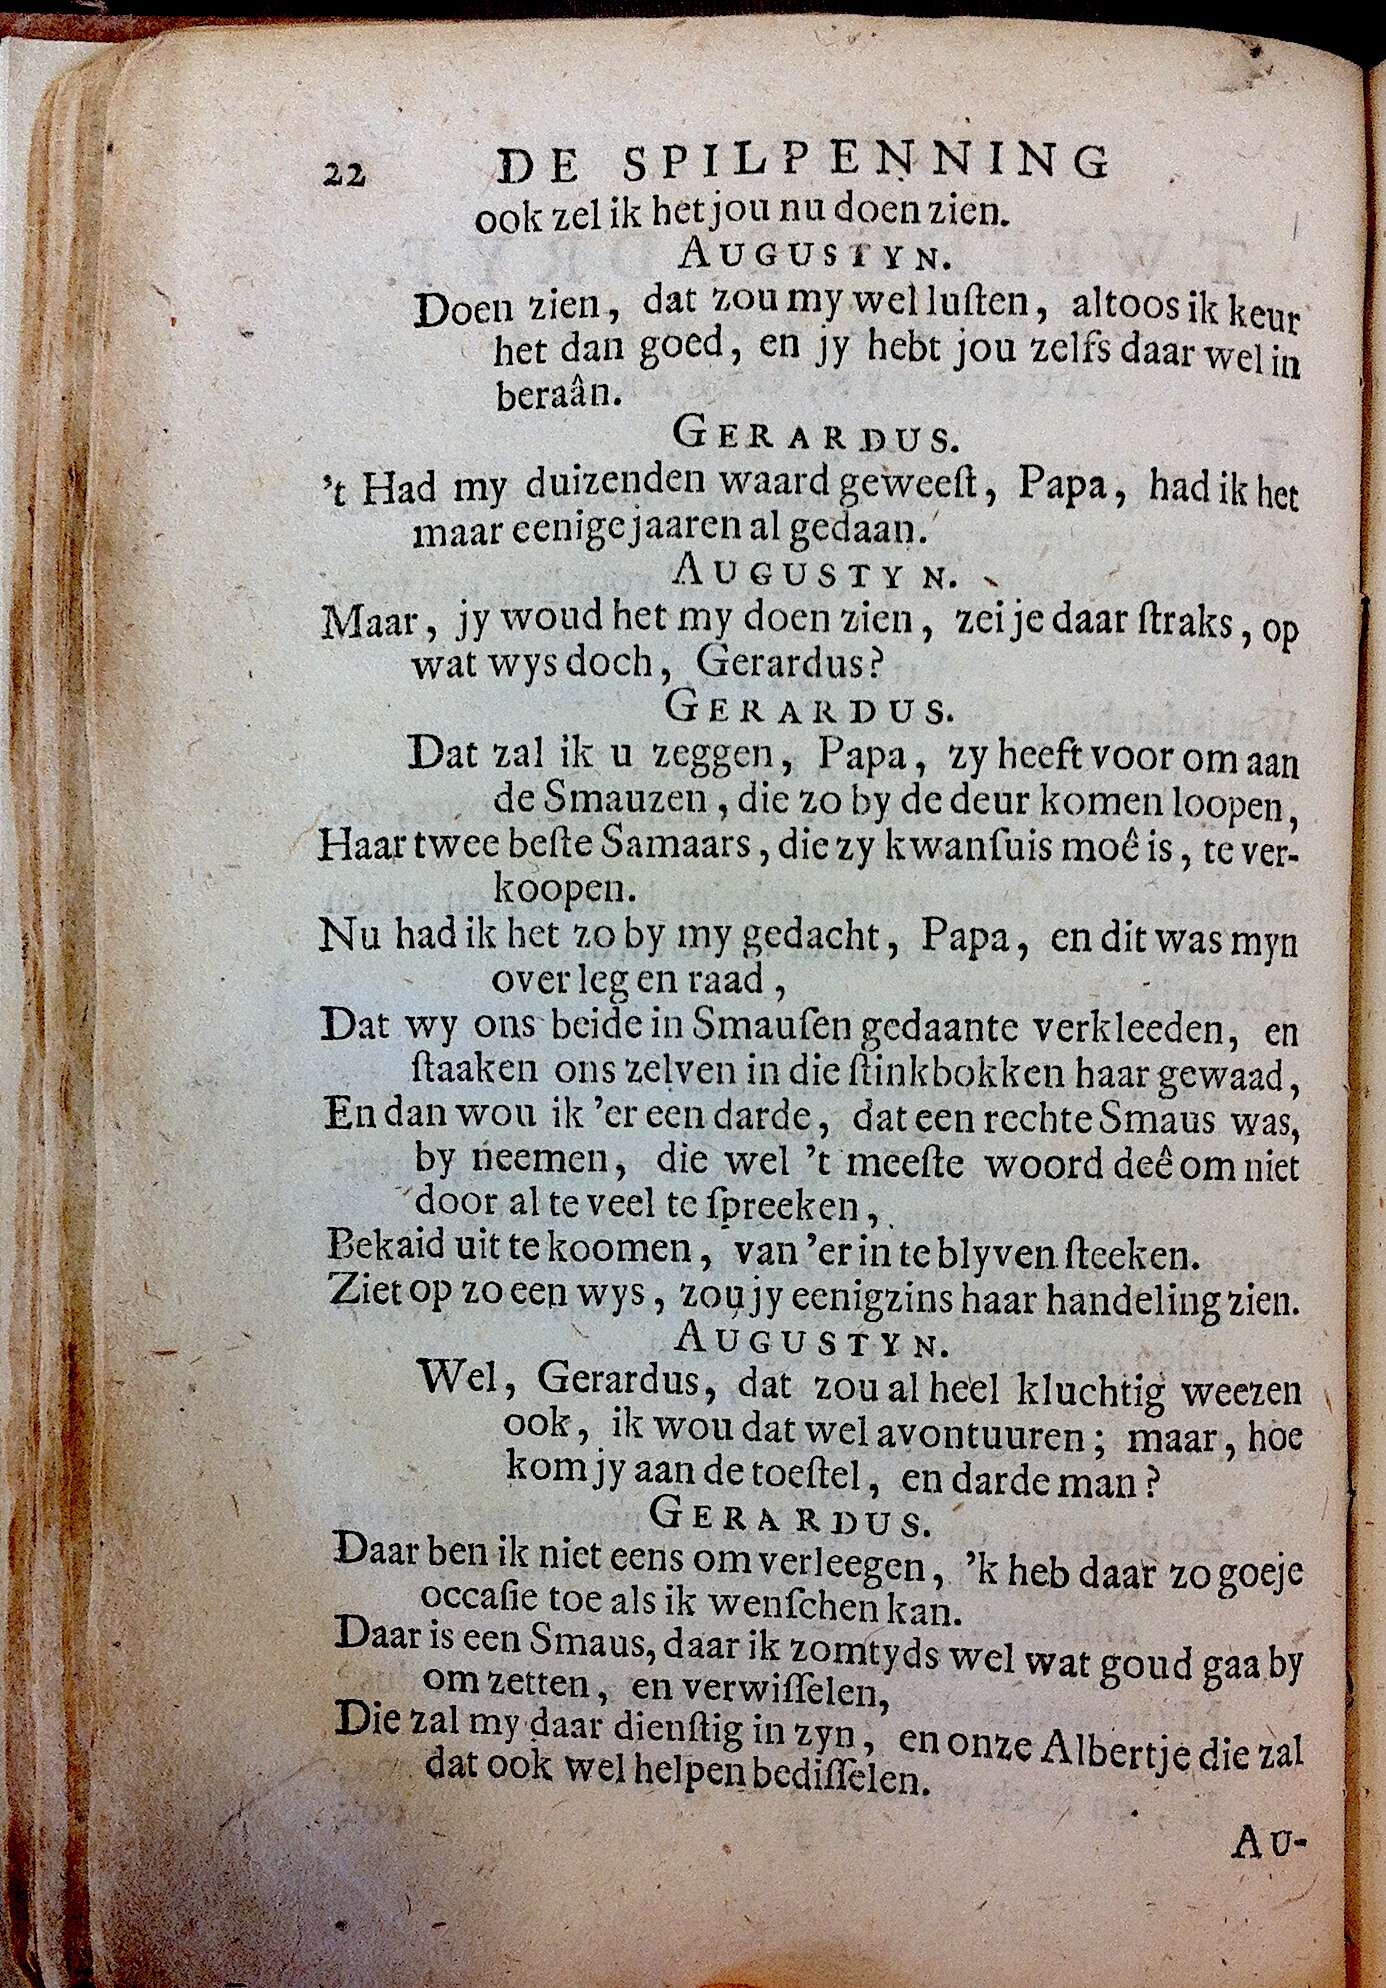 22 DE SPILPENNING
ook zel ik het jou nu doen zien.
AUGUSTYN.
Doen zien, dat zou my wel luſten, altoos ik keur
het dan goed, en jy hebt jou zelfs daar wel in
beraân.
GERARDUS.
't Had my duizenden waard geweeſt, Papa, had ik het
maar eenige jaaren al gedaan.
AUGUSTYN.
Maar, jy woud het my doen zien, zei je daar ſtraks, op
wat wys doch, Gerardus?
GERARDUS.
Dat zal ik u zeggen, Papa, zy heeft voor om aan
de Smauzen, die zo by de deur komen loopen,
Haar twee beſte Samaars, die zy kwanſuis moê is, te ver-
koopen.
Nu had ik het zo by my gedacht, Papa, en dit was myn
overleg en raad,
Dat wy ons beide in Smauſen gedaante verkleeden, en
ſtaaken ons zelven in die ſtinkbokken haar gewaad,
En dan wou ik 'er een darde, dat een rechte Smaus was,
by neemen, die wel 't meeſte woord deê om niet
door al te veel te ſpreeken,
Bekaid uit te koomen, van 'er in te blyven ſteeken.
Ziet op zo een wys, zou jy eenigzins haar handeling zien.
AUGUSTYN.
Wel, Gerardus, dat zou al heel kluchtig weezen
ook, ik wou dat wel avontuuren; maar, hoe
kom jy aan de toeſtel, en darde man?
GERARDUS.
Daar ben ik niet eens om verleegen, 'k heb daar zo goeje
occaſie toe als ik wenſchen kan.
Daar is een Smaus, daar ik zomtyds wel wat goud gaa by
om zetten, en verwiſſelen,
Die zal my daar dienſtig in zyn, en onze Albertje die zal
dat ook wel helpen bediſſelen.
AU-